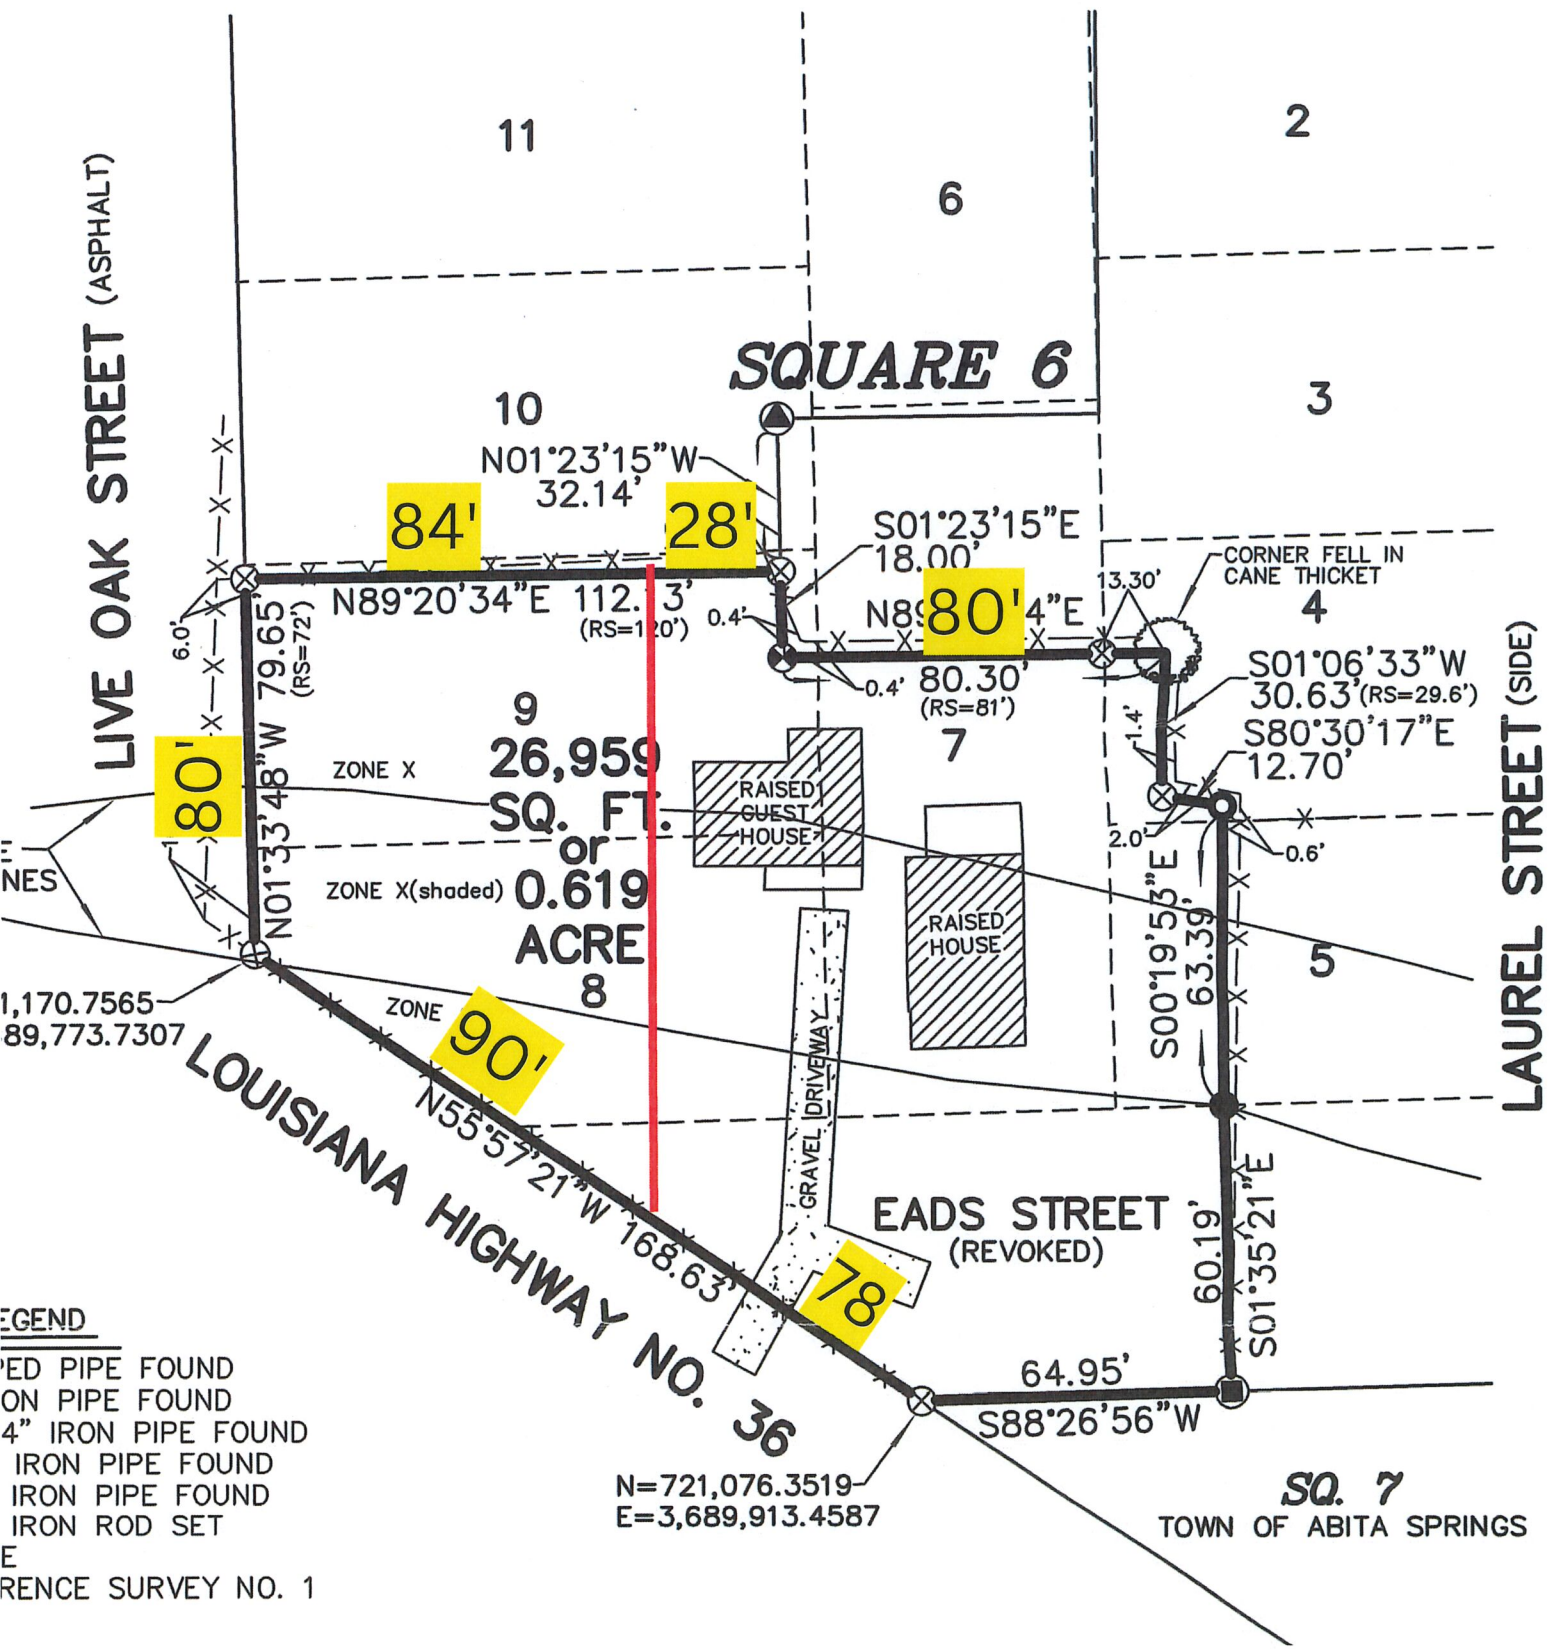 11
2
6
LIVE OAK STREET (ASPHALT)
SQUARE 6
10
3
N01°23'15"W
32.14'
84'
28'
S01°23'15"E
18.00'
CORNER FELL IN
CANE THICKET
13.30'
4
N89°20'34"E
(RS=120')
0.4'
80'
6.0'
79.65'
(RS=72')
N01°33'48"W
80'
0.4'
80.30'
(RS=81')
S01°06'33"W
30.63' (RS=29.6')
1.4'
S80°30'17"E
12.70'
LAUREL STREET (SIDE)
9
26,959
SQ. FT.
or
0.619
ACRE
8
7
ZONE X
ZONE X(shaded)
ZONE
RAISED
GUEST
HOUSE
RAISED
HOUSE
2.0'
0.6'
S00°19'53"E
63.39'
5
E
NES
1,170.7565
89,773.7307
90'
N55°57'21"W 168.63'
LOUISIANA HIGHWAY NO. 36
GRAVEL DRIVEWAY
EADS STREET
(REVOKED)
78
60.19'
S01°35'21"E
64.95'
S88°26'56"W
N=721,076.3519
E=3,689,913.4587
SQ. 7
TOWN OF ABITA SPRINGS
EGEND
PED PIPE FOUND
ON PIPE FOUND
4" IRON PIPE FOUND
IRON PIPE FOUND
IRON PIPE FOUND
IRON ROD SET
E
RENCE SURVEY NO. 1